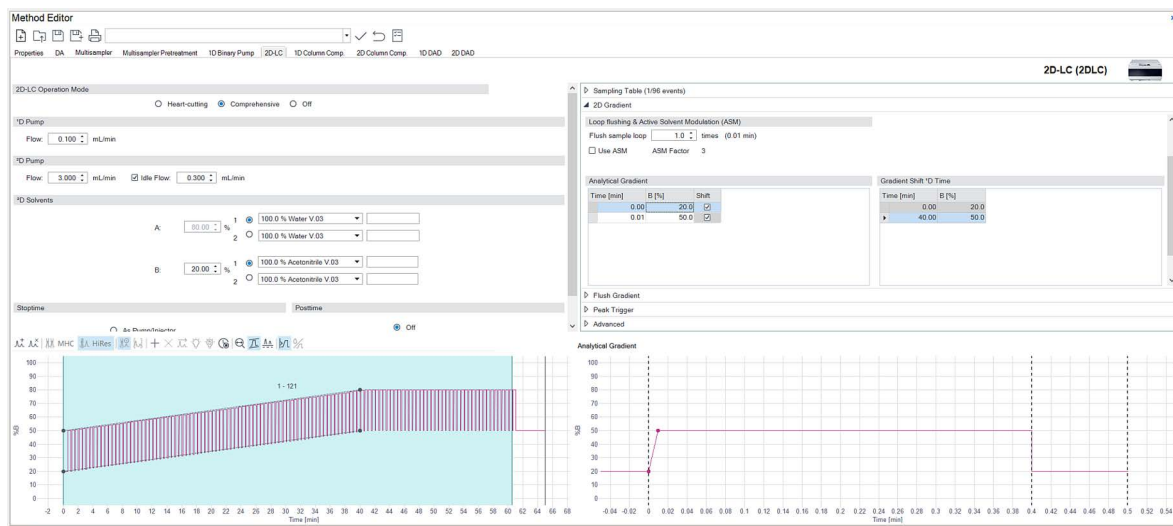 Method Editor
Properties DA Multisampler Multisampler Pretreatment 1D Binary Pump 2D-LC 1D Column Comp. 2D Column Comp. 1D DAD 2D DAD
2D-LC (2DLC)
2D-LC Operation Mode
Heart-cutting Comprehensive Off
¹D Pump
Flow: 0.100 mL/min
²D Pump
Flow: 3.000 mL/min Idle Flow: 0.300 mL/min
²D Solvents
A: 80.00 % 1 100.0 % Water V.03
2 100.0 % Water V.03
B: 20.00 % 1 100.0 % Acetonitrile V.03
2 100.0 % Acetonitrile V.03
Stoptime Posttime
As Pump/Injector Off
Sampling Table (1/96 events)
2D Gradient
Loop flushing & Active Solvent Modulation (ASM)
Flush sample loop 1.0 times (0.01 min)
Use ASM ASM Factor 3
Analytical Gradient
Time [min] B [%] Shift
0.00 20.0
0.01 50.0
Gradient Shift ¹D Time
Time [min] B [%]
0.00 20.0
40.00 50.0
Flush Gradient
Peak Trigger
Advanced
MHC HiRes
100
90
80
70
60
50
40
30
20
10
0
%B
1 - 121
-2 0 2 4 6 8 10 12 14 16 18 20 22 24 26 28 30 32 34 36 38 40 42 44 46 48 50 52 54 56 58 60 62 64 66 68
Time [min]
Analytical Gradient
100
90
80
70
60
50
40
30
20
10
0
%B
-0.04 -0.02 0 0.02 0.04 0.06 0.08 0.1 0.12 0.14 0.16 0.18 0.2 0.22 0.24 0.26 0.28 0.3 0.32 0.34 0.36 0.38 0.4 0.42 0.44 0.46 0.48 0.5 0.52 0.54
Time [min]